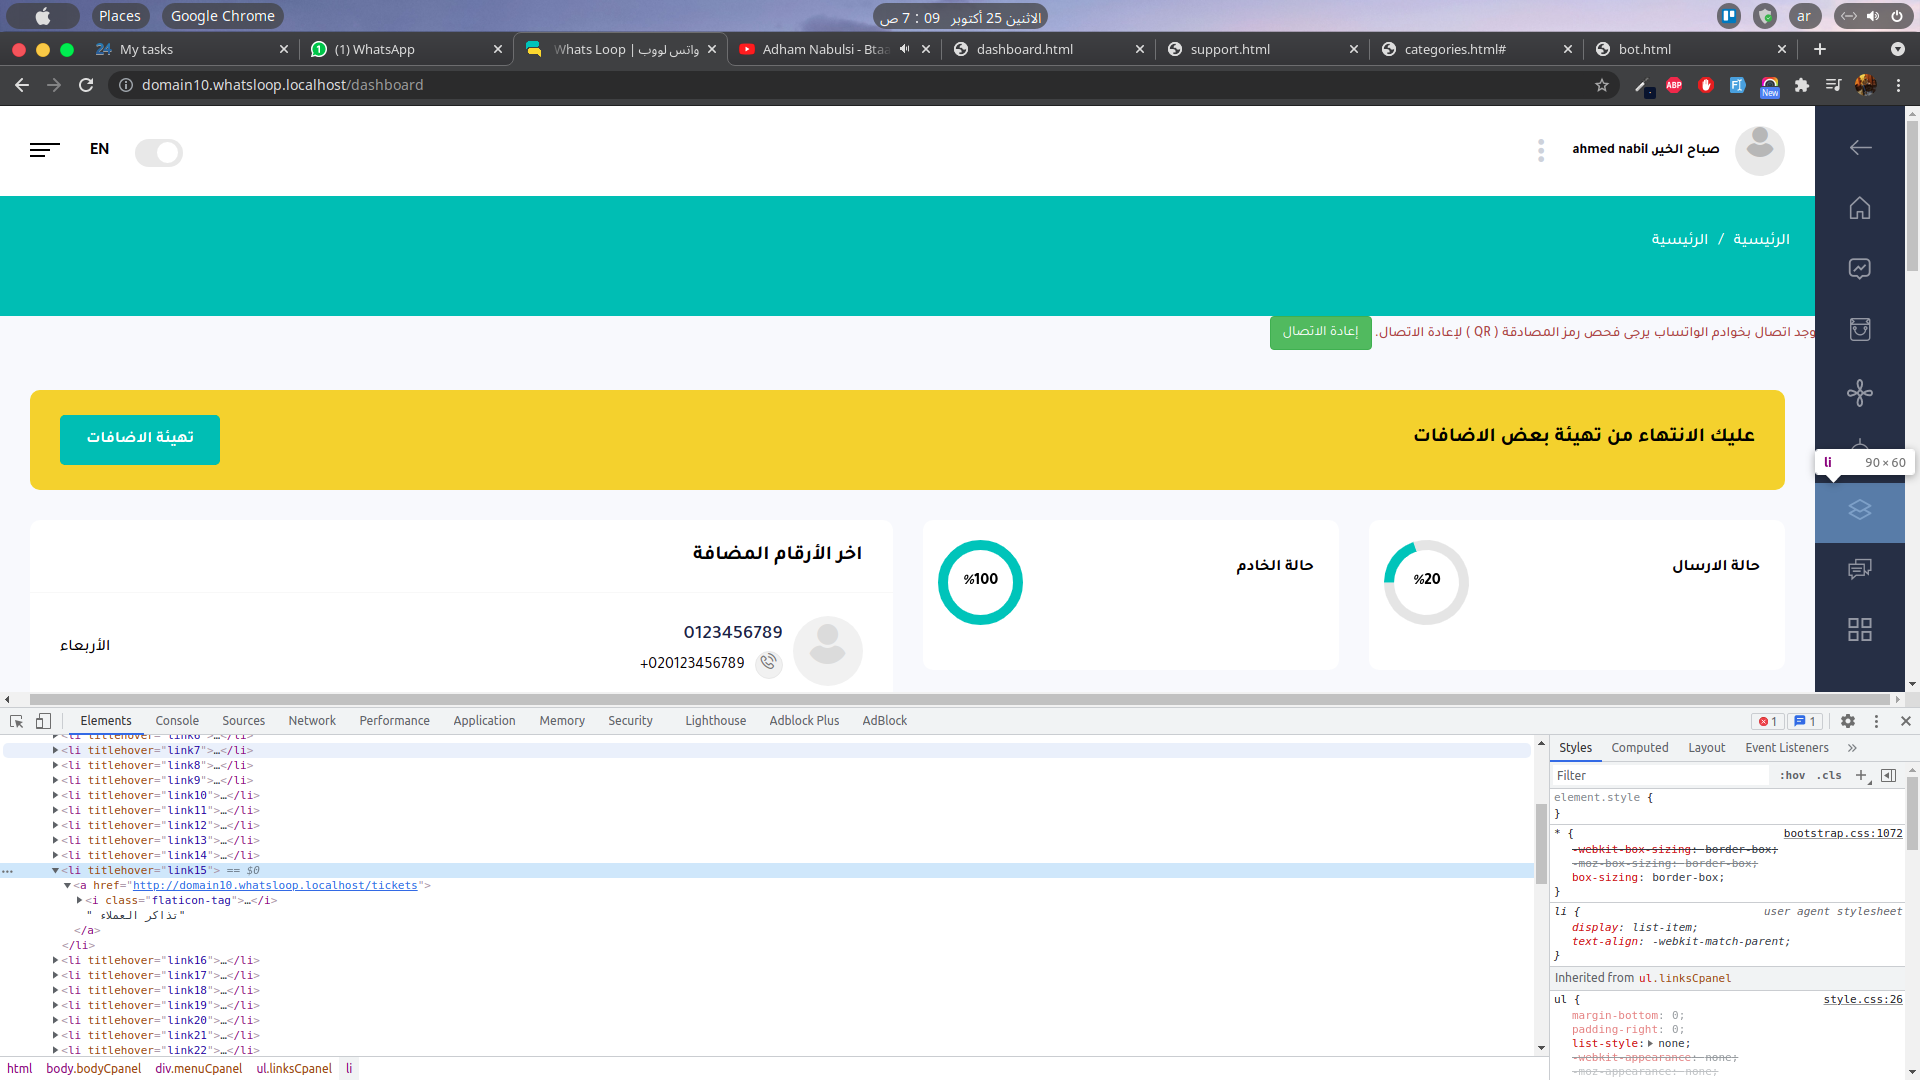 Places
Google Chrome
الاثنين 25 أكتوبر 09 : 7 ص
ar
24 My tasks
(1) WhatsApp
Whats Loop | واتس لووب
Adham Nabulsi - Btaa
dashboard.html
support.html
categories.html#
bot.html
domain10.whatsloop.localhost/dashboard
ABP
New
EN
صباح الخير, ahmed nabil
الرئيسية / الرئيسية
وجد اتصال بخوادم الواتساب يرجى فحص رمز المصادقة ( QR ) لإعادة الاتصال.
إعادة الاتصال
عليك الانتهاء من تهيئة بعض الاضافات
تهيئة الاضافات
li 90 × 60
حالة الارسال
%20
حالة الخادم
%100
اخر الأرقام المضافة
0123456789
+020123456789
الأربعاء
Elements
Console
Sources
Network
Performance
Application
Memory
Security
Lighthouse
Adblock Plus
AdBlock
1
1
<li titlehover="link6">…</li>
<li titlehover="link7">…</li>
<li titlehover="link8">…</li>
<li titlehover="link9">…</li>
<li titlehover="link10">…</li>
<li titlehover="link11">…</li>
<li titlehover="link12">…</li>
<li titlehover="link13">…</li>
<li titlehover="link14">…</li>
<li titlehover="link15"> == $0
<a href="http://domain10.whatsloop.localhost/tickets">
<i class="flaticon-tag">…</i>
" تذاكر العملاء"
</a>
</li>
<li titlehover="link16">…</li>
<li titlehover="link17">…</li>
<li titlehover="link18">…</li>
<li titlehover="link19">…</li>
<li titlehover="link20">…</li>
<li titlehover="link21">…</li>
<li titlehover="link22">…</li>
html body.bodyCpanel div.menuCpanel ul.linksCpanel li
Styles
Computed
Layout
Event Listeners
»
Filter
:hov .cls
element.style {
}
* { bootstrap.css:1072
-webkit-box-sizing: border-box;
-moz-box-sizing: border-box;
box-sizing: border-box;
}
li { user agent stylesheet
display: list-item;
text-align: -webkit-match-parent;
}
Inherited from ul.linksCpanel
ul { style.css:26
margin-bottom: 0;
padding-right: 0;
list-style: none;
-webkit-appearance: none;
-moz-appearance: none;